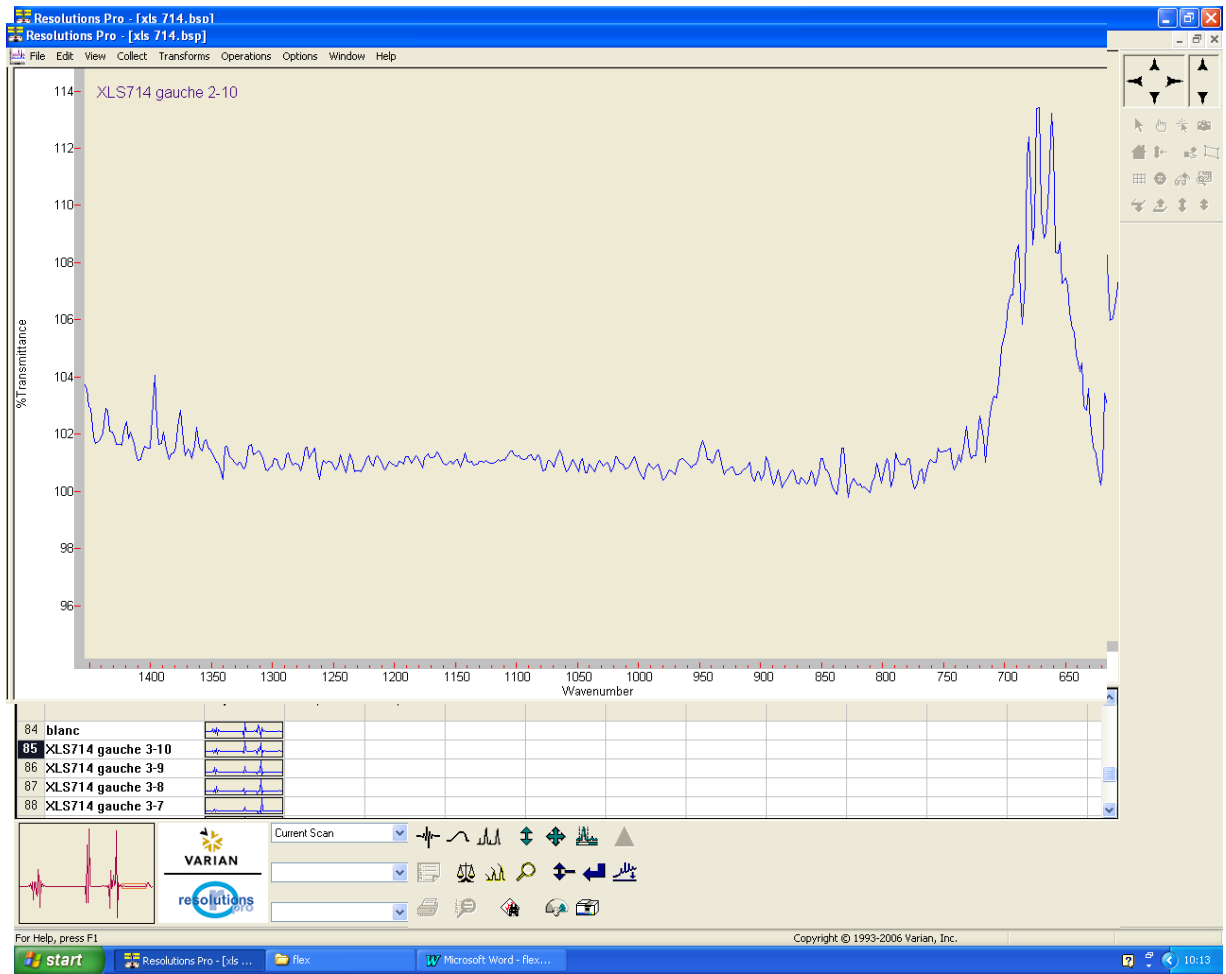 Resolutions Pro - [xls 714.bsp]
Resolutions Pro - [xls 714.bsp]
File Edit View Collect Transforms Operations Options Window Help
XLS714 gauche 2-10
114
112
110
108
106
104
102
100
98
96
%Transmittance
1400 1350 1300 1250 1200 1150 1100 1050 1000 950 900 850 800 750 700 650
Wavenumber
84 blanc
85 XLS714 gauche 3-10
86 XLS714 gauche 3-9
87 XLS714 gauche 3-8
88 XLS714 gauche 3-7
Current Scan
VARIAN
resolutions
pro
For Help, press F1
Copyright © 1993-2006 Varian, Inc.
start Resolutions Pro - [xls ... flex Microsoft Word - flex... 10:13